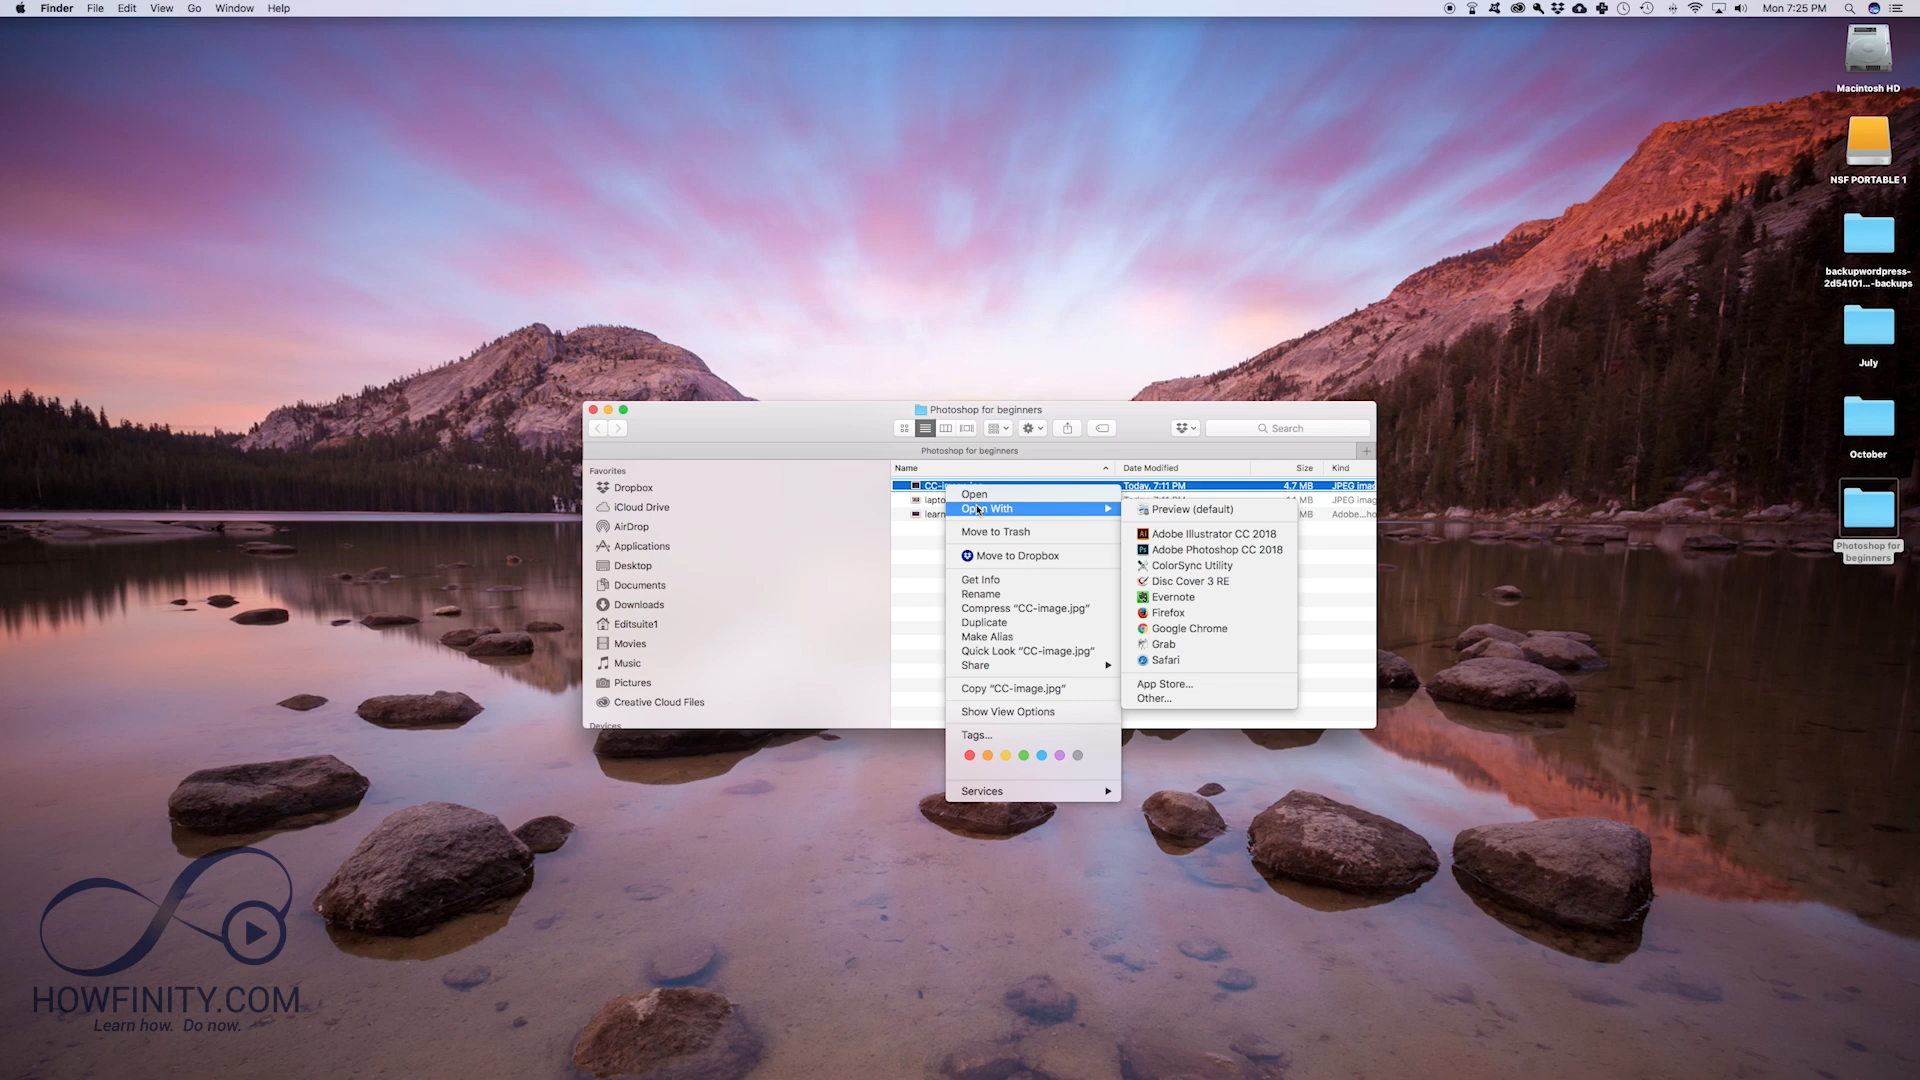 Finder File Edit View Go Window Help
Mon 7:25 PM
Macintosh HD
NSF PORTABLE 1
backupwordpress-
2d54101...-backups
July
October
Photoshop for
beginners
Photoshop for beginners
Search
Photoshop for beginners
Favorites
Dropbox
iCloud Drive
AirDrop
Applications
Desktop
Documents
Downloads
Editsuite1
Movies
Music
Pictures
Creative Cloud Files
Devices
Name Date Modified Size Kind
Today, 7:11 PM 4.7 MB JPEG imag
lapto JPEG imag
learn Adobe...ho
Open
Open With
Move to Trash
Move to Dropbox
Get Info
Rename
Compress “CC-image.jpg”
Duplicate
Make Alias
Quick Look “CC-image.jpg”
Share
Copy “CC-image.jpg”
Show View Options
Tags...
Services
Preview (default)
Adobe Illustrator CC 2018
Adobe Photoshop CC 2018
ColorSync Utility
Disc Cover 3 RE
Evernote
Firefox
Google Chrome
Grab
Safari
App Store...
Other...
HOWFINITY.COM
Learn how. Do now.